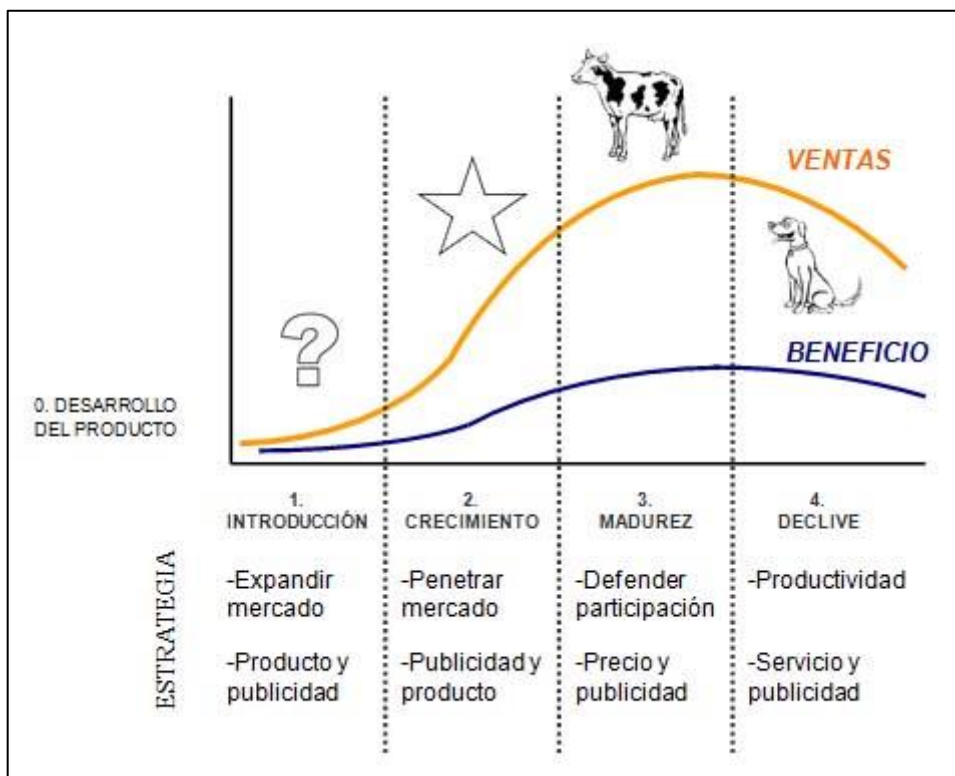 VENTAS
?
BENEFICIO
0. DESARROLLO
DEL PRODUCTO
1.
INTRODUCCIÓN
2.
CRECIMIENTO
3.
MADUREZ
4.
DECLIVE
ESTRATEGIA
-Expandir
mercado
-Producto y
publicidad
-Penetrar
mercado
-Publicidad y
producto
-Defender
participación
-Precio y
publicidad
-Productividad
-Servicio y
publicidad